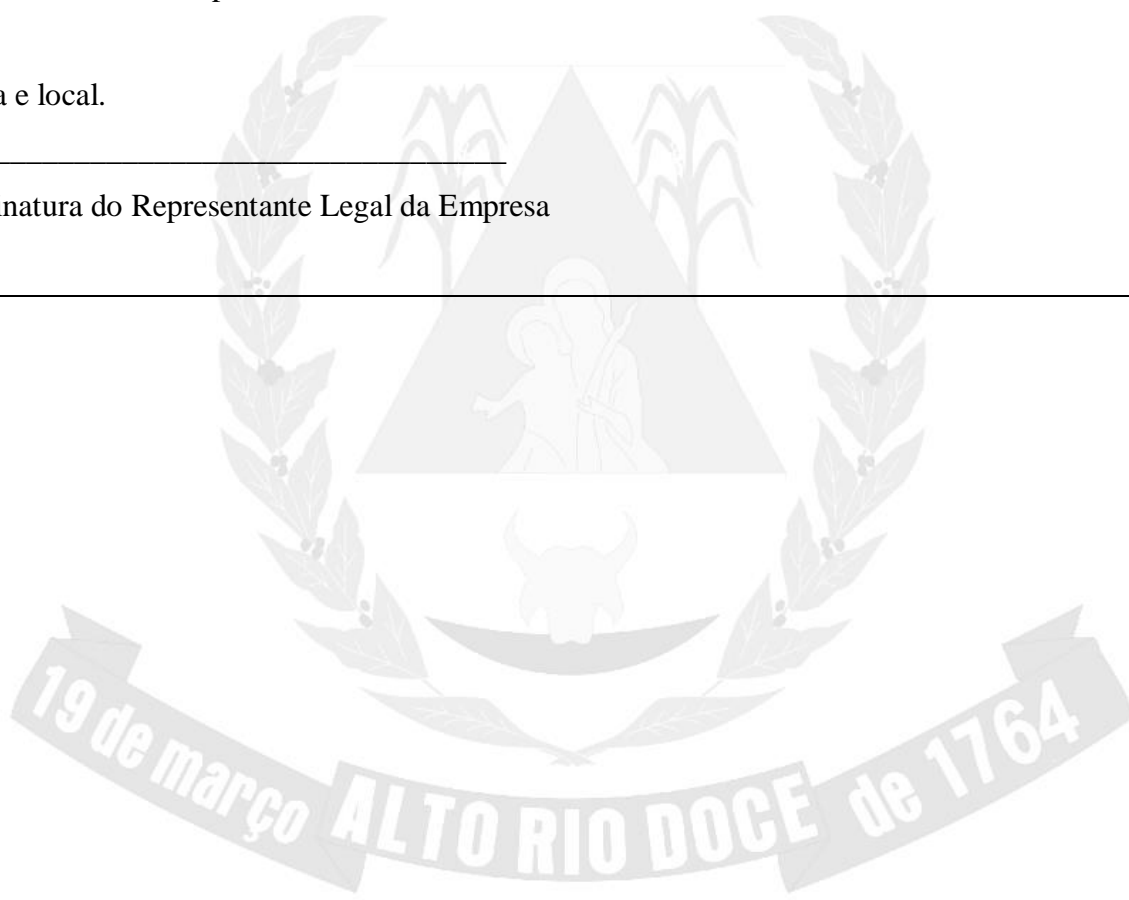 a e local.
natura do Representante Legal da Empresa
19 de março ALTO RIO DOCE de 1764